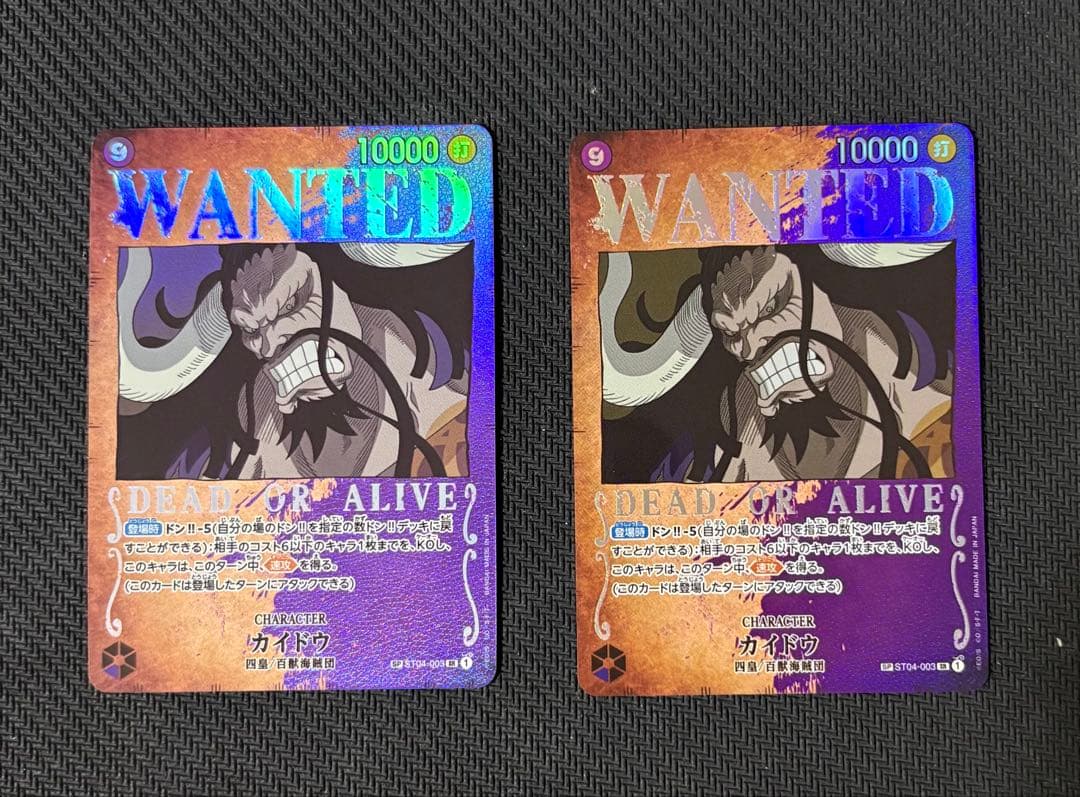 9 10000 打
WANTED
DEAD OR ALIVE
登場時 ドン!!-5(自分の場のドン!!を指定の数ドン!!デッキに戻
すことができる):相手のコスト6以下のキャラ1枚までを、KOし、
このキャラは、このターン中、速攻を得る。
(このカードは登場したターンにアタックできる)
CHARACTER
カイドウ
四皇/百獣海賊団
SP ST04-003 SR 1
BANDAI MADE IN JAPAN
9 10000 打
WANTED
DEAD OR ALIVE
登場時 ドン!!-5(自分の場のドン!!を指定の数ドン!!デッキに戻
すことができる):相手のコスト6以下のキャラ1枚までを、KOし、
このキャラは、このターン中、速攻を得る。
(このカードは登場したターンにアタックできる)
CHARACTER
カイドウ
四皇/百獣海賊団
SP ST04-003 SR 1
BANDAI MADE IN JAPAN